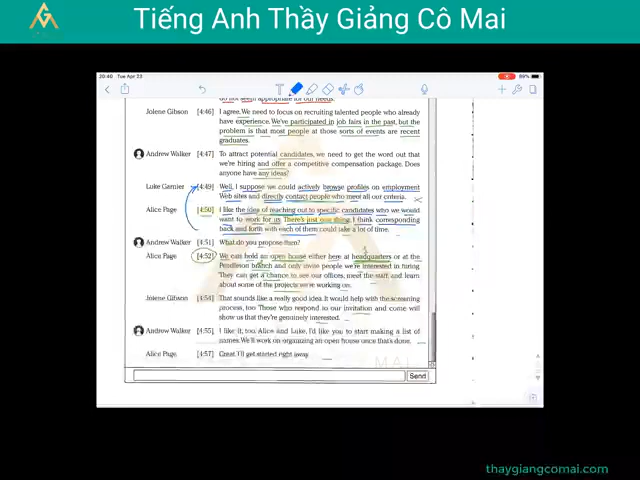 Tiếng Anh Thầy Giảng Cô Mai
20:40 Tue Apr 23
89%
do not seem appropriate for our needs.
Jolene Gibson [4:46] I agree. We need to focus on recruiting talented people who already
have experience. We've participated in job fairs in the past, but the
problem is that most people at those sorts of events are recent
graduates.
Andrew Walker [4:47] To attract potential candidates, we need to get the word out that
we're hiring and offer a competitive compensation package. Does
anyone have any ideas?
Luke Garnier [4:49] Well, I suppose we could actively browse profiles on employment
Web sites and directly contact people who meet all our criteria.
Alice Page [4:50] I like the idea of reaching out to specific candidates who we would
want to work for us. There's just one thing. I think corresponding
back and forth with each of them could take a lot of time.
Andrew Walker [4:51] What do you propose then?
Alice Page [4:52] We can hold an open house either here at headquarters or at the
Pendleton branch and only invite people we're interested in hiring.
They can get a chance to see our offices, meet the staff, and learn
about some of the projects we're working on.
Jolene Gibson [4:54] That sounds like a really good idea. It would help with the screening
process, too. Those who respond to our invitation and come will
show us that they're genuinely interested.
Andrew Walker [4:55] I like it, too. Alice and Luke, I'd like you to start making a list of
names. We'll work on organizing an open house once that's done.
Alice Page [4:57] Great. I'll get started right away.
MAI
Send
thaygiangcomai.com